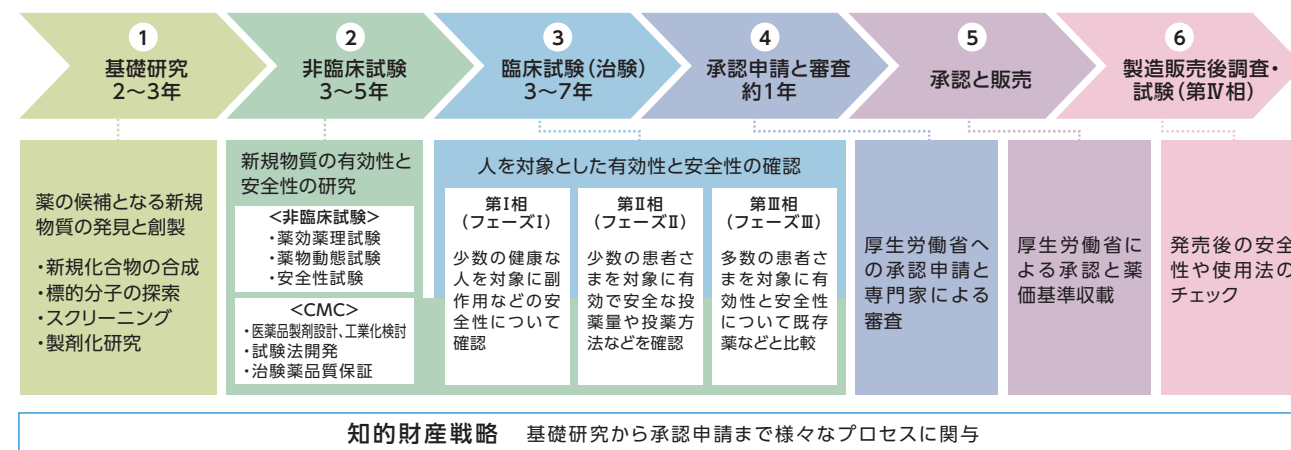 1
基礎研究
2〜3年
2
非臨床試験
3〜5年
3
臨床試験(治験)
3〜7年
4
承認申請と審査
約1年
5
承認と販売
6
製造販売後調査・
試験(第Ⅳ相)
薬の候補となる新規
物質の発見と創製
・新規化合物の合成
・標的分子の探索
・スクリーニング
・製剤化研究
新規物質の有効性と
安全性の研究
<非臨床試験>
・薬効薬理試験
・薬物動態試験
・安全性試験
<CMC>
・医薬品製剤設計、工業化検討
・試験法開発
・治験薬品質保証
人を対象とした有効性と安全性の確認
第Ⅰ相
(フェーズⅠ)
少数の健康な
人を対象に副
作用などの安
全性について
確認
第Ⅱ相
(フェーズⅡ)
少数の患者さ
まを対象に有
効で安全な投
薬量や投薬方
法などを確認
第Ⅲ相
(フェーズⅢ)
多数の患者さ
まを対象に有
効性と安全性
について既存
薬などと比較
厚生労働省へ
の承認申請と
専門家による
審査
厚生労働省に
よる承認と薬
価基準収載
発売後の安全
性や使用法の
チェック
知的財産戦略 基礎研究から承認申請まで様々なプロセスに関与